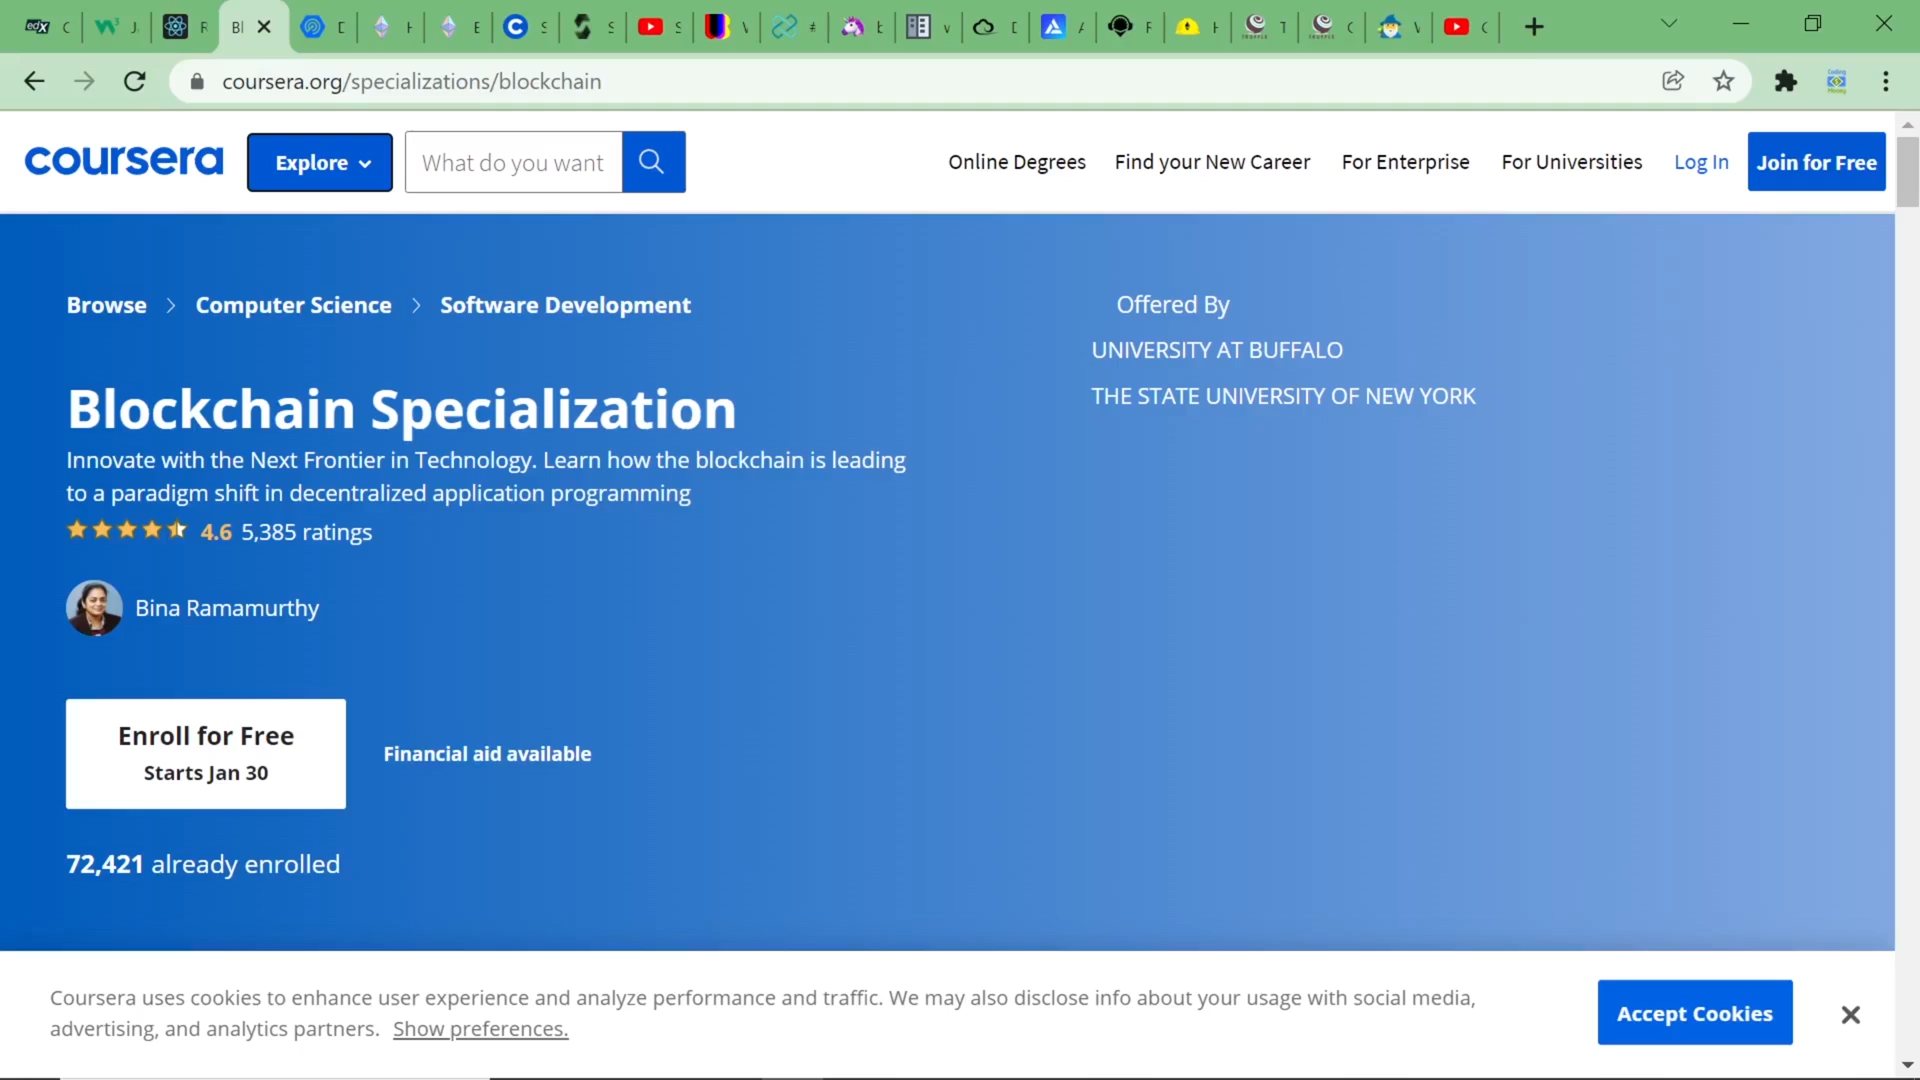 coursera.org/specializations/blockchain
coursera
Explore
What do you want
Online Degrees
Find your New Career
For Enterprise
For Universities
Log In
Join for Free
Browse > Computer Science > Software Development
Offered By
UNIVERSITY AT BUFFALO
THE STATE UNIVERSITY OF NEW YORK
Blockchain Specialization
Innovate with the Next Frontier in Technology. Learn how the blockchain is leading
to a paradigm shift in decentralized application programming
4.6 5,385 ratings
Bina Ramamurthy
Enroll for Free
Starts Jan 30
Financial aid available
72,421 already enrolled
Coursera uses cookies to enhance user experience and analyze performance and traffic. We may also disclose info about your usage with social media,
advertising, and analytics partners. Show preferences.
Accept Cookies